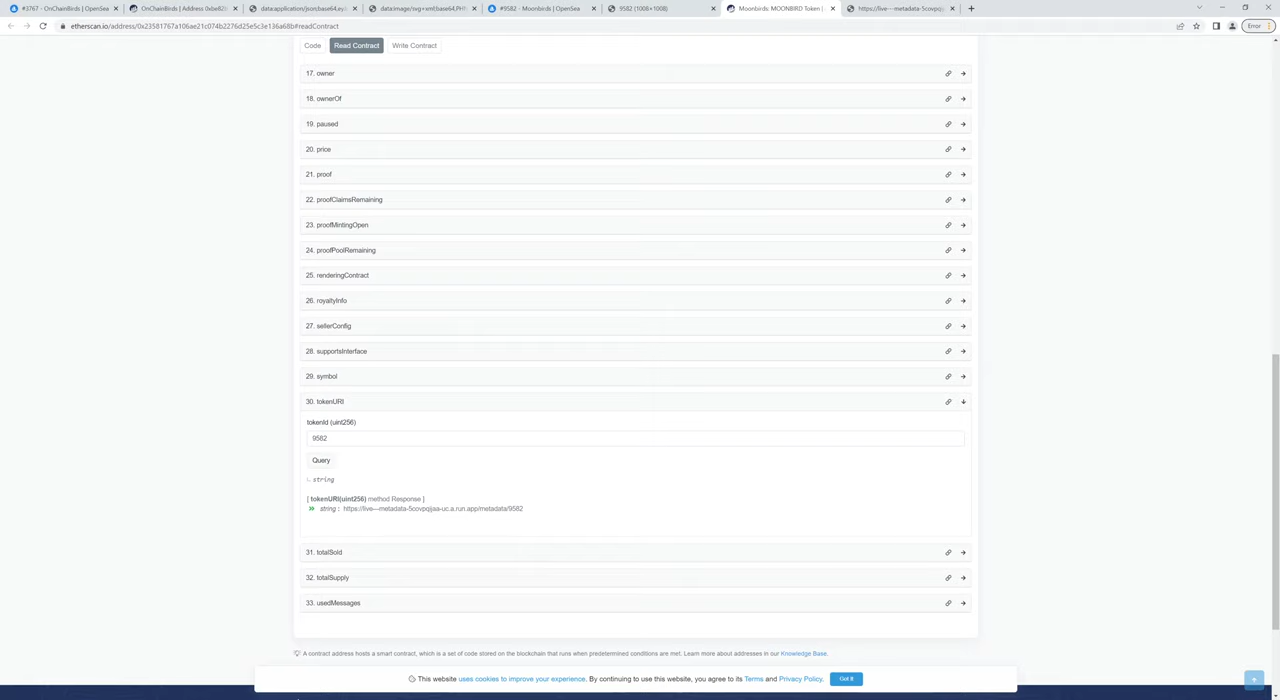 #3767 - OnChainBirds | OpenSea
OnChainBirds | Address 0xbe82
data:application/json;base64,ey
data:image/svg+xml;base64,PH
#9582 - Moonbirds | OpenSea
9582 (1008×1008)
Moonbirds: MOONBIRD Token |
https://live---metadata-5covpqij
etherscan.io/address/0x23581767a106ae21c074b2276d25e5c3e136a68b#readContract
Error
Code
Read Contract
Write Contract
17. owner
18. ownerOf
19. paused
20. price
21. proof
22. proofClaimsRemaining
23. proofMintingOpen
24. proofPoolRemaining
25. renderingContract
26. royaltyInfo
27. sellerConfig
28. supportsInterface
29. symbol
30. tokenURI
tokenId (uint256)
9582
Query
string
[ tokenURI(uint256) method Response ]
string : https://live---metadata-5covpqijaa-uc.a.run.app/metadata/9582
31. totalSold
32. totalSupply
33. usedMessages
A contract address hosts a smart contract, which is a set of code stored on the blockchain that runs when predetermined conditions are met. Learn more about addresses in our Knowledge Base.
This website uses cookies to improve your experience. By continuing to use this website, you agree to its Terms and Privacy Policy.
Got It